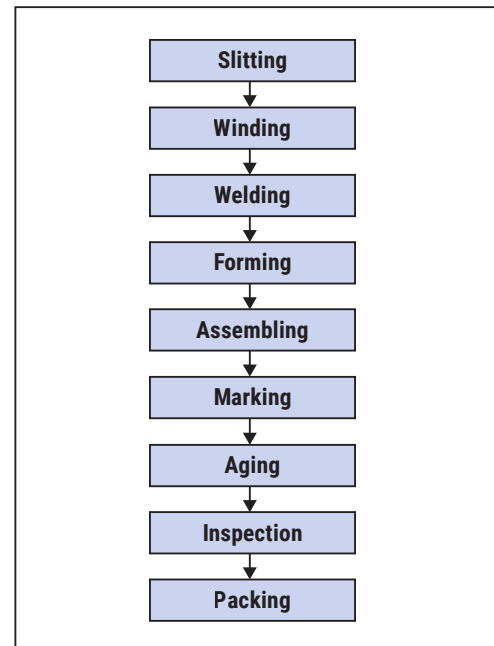 Slitting
Winding
Welding
Forming
Assembling
Marking
Aging
Inspection
Packing